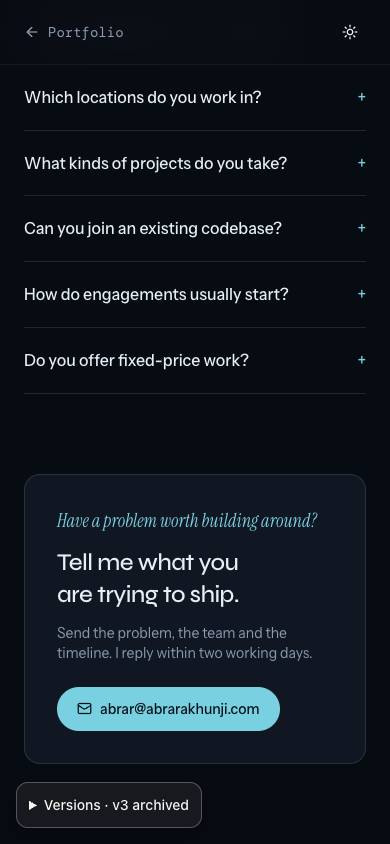 Portfolio
Which locations do you work in?
+
What kinds of projects do you take?
+
Can you join an existing codebase?
+
How do engagements usually start?
+
Do you offer fixed-price work?
+
Have a problem worth building around?
Tell me what you
are trying to ship.
Send the problem, the team and the
timeline. I reply within two working days.
abrar@abrarakhunji.com
Versions · v3 archived